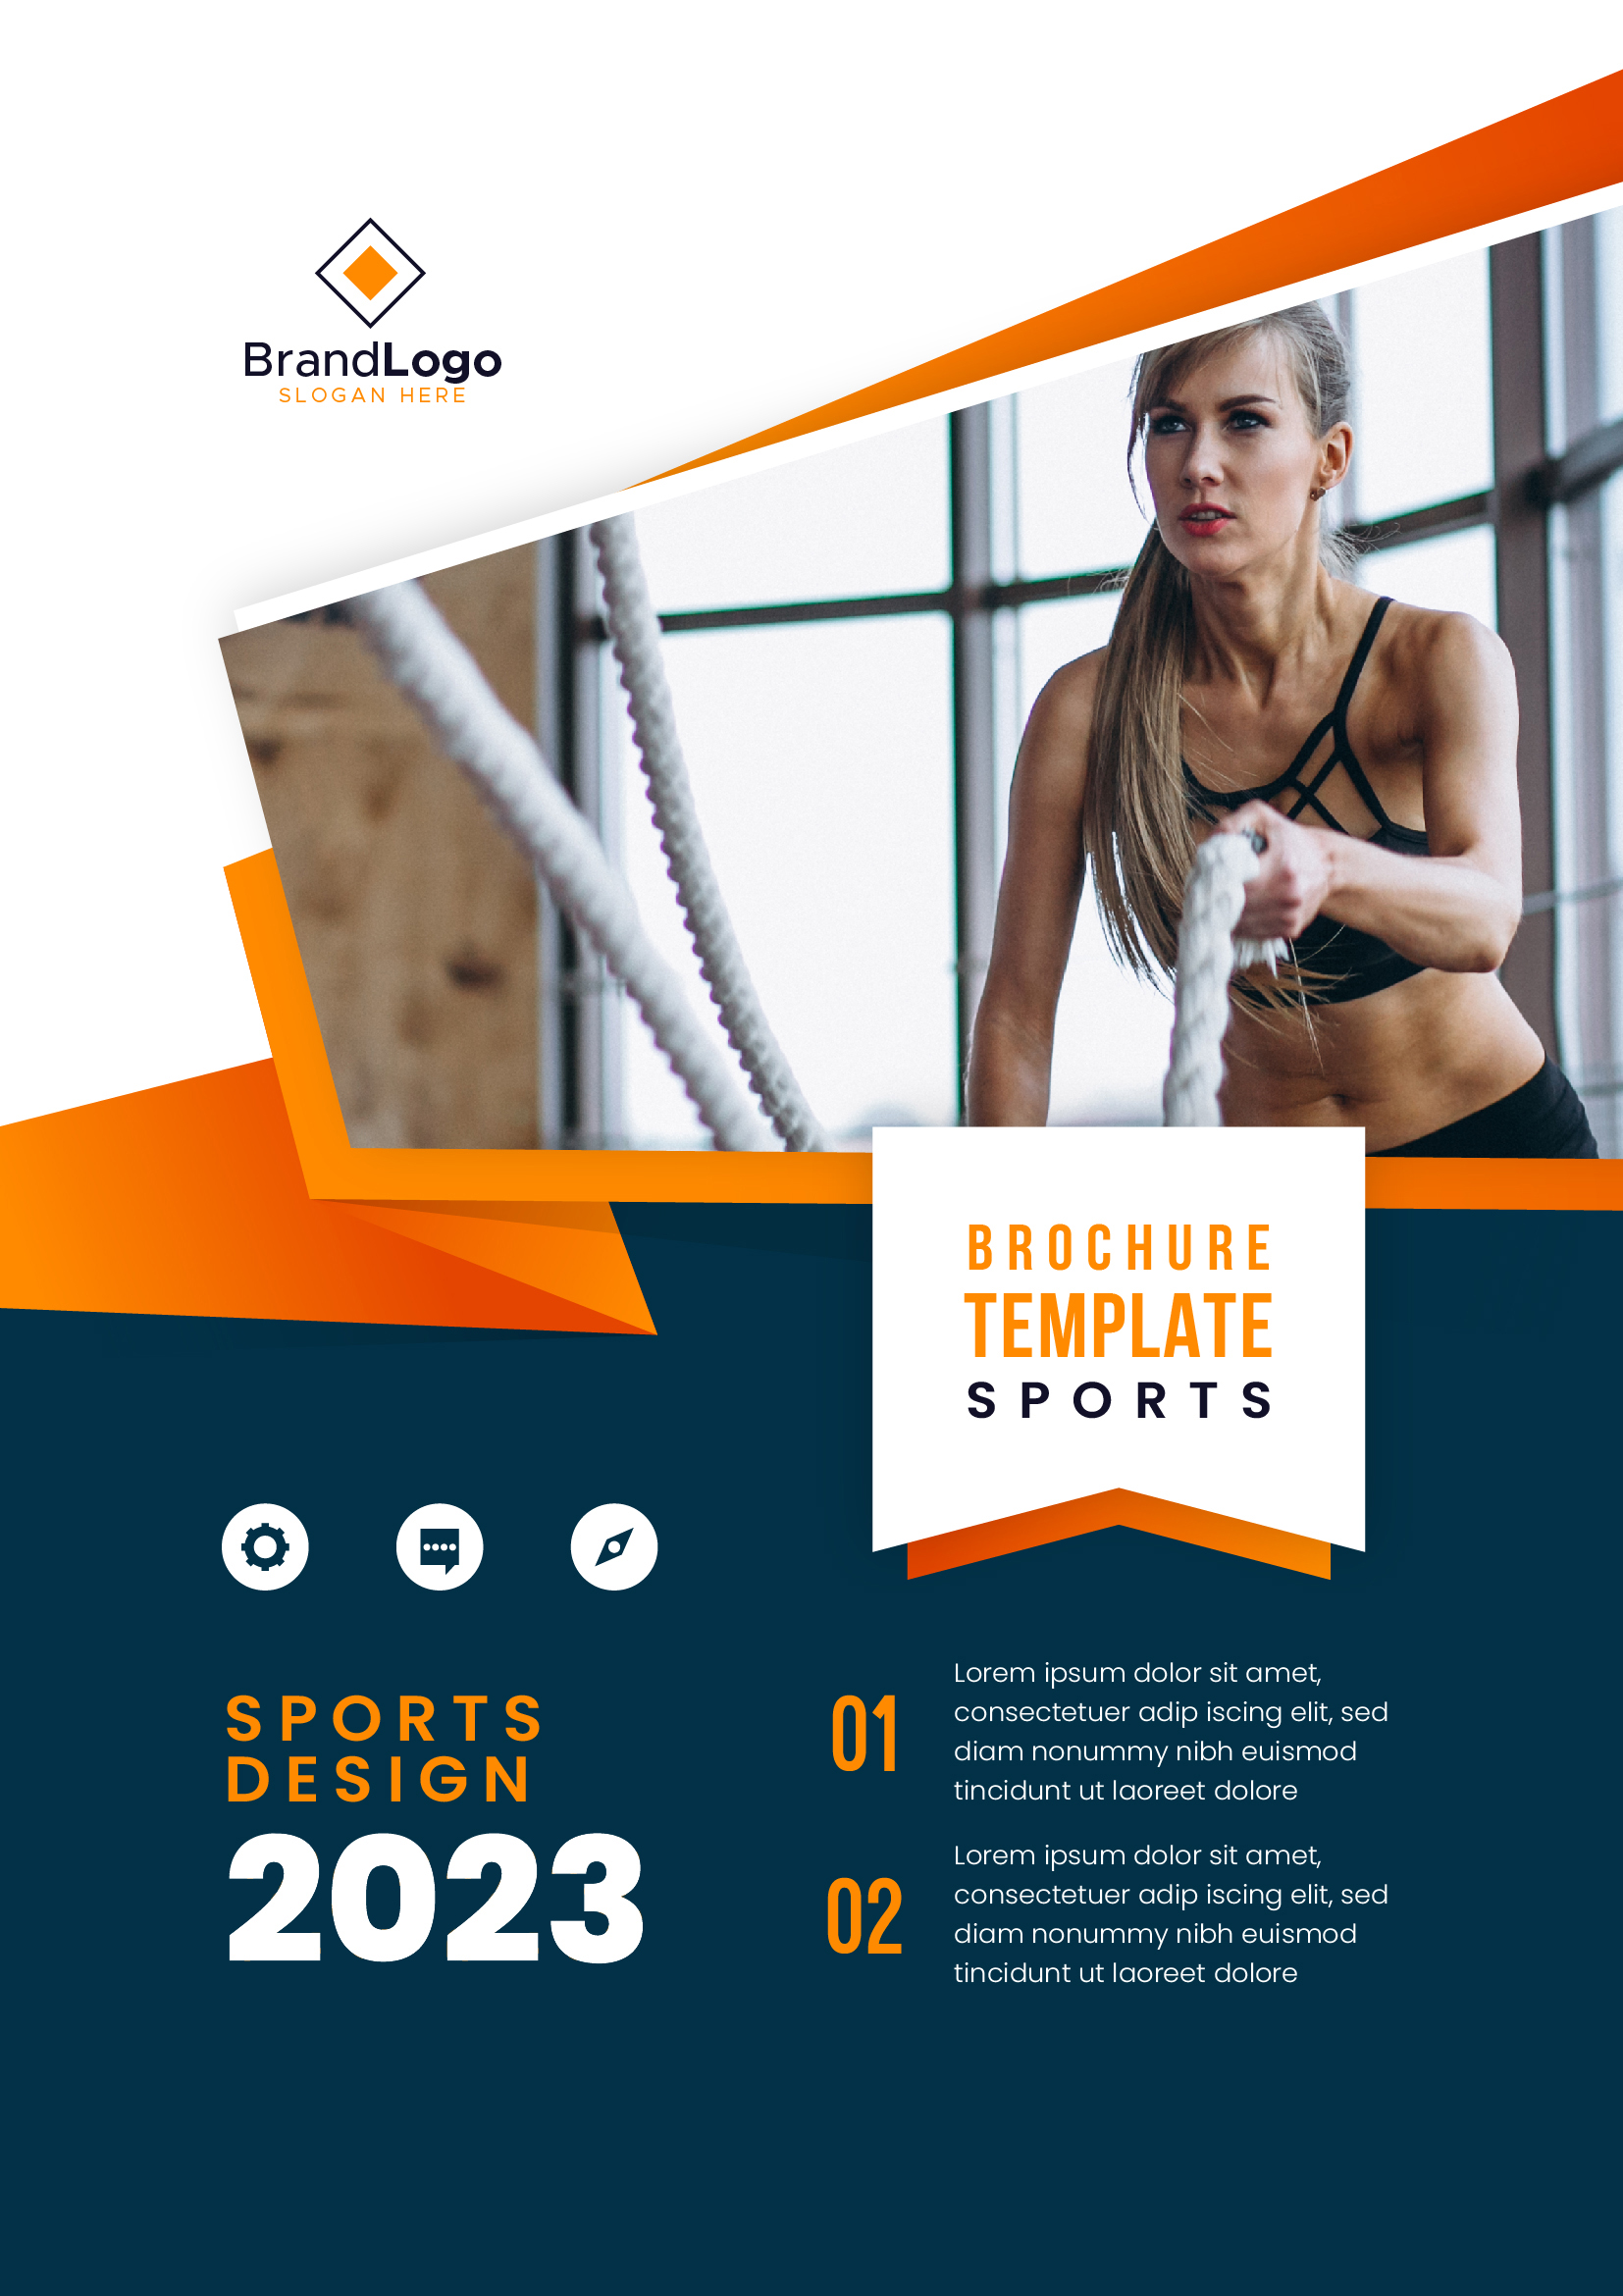 BrandLogo
SLOGAN HERE
BROCHURE
TEMPLATE
SPORTS
SPORTS
DESIGN
2023
01
Lorem ipsum dolor sit amet,
consectetuer adip iscing elit, sed
diam nonummy nibh euismod
tincidunt ut laoreet dolore
02
Lorem ipsum dolor sit amet,
consectetuer adip iscing elit, sed
diam nonummy nibh euismod
tincidunt ut laoreet dolore